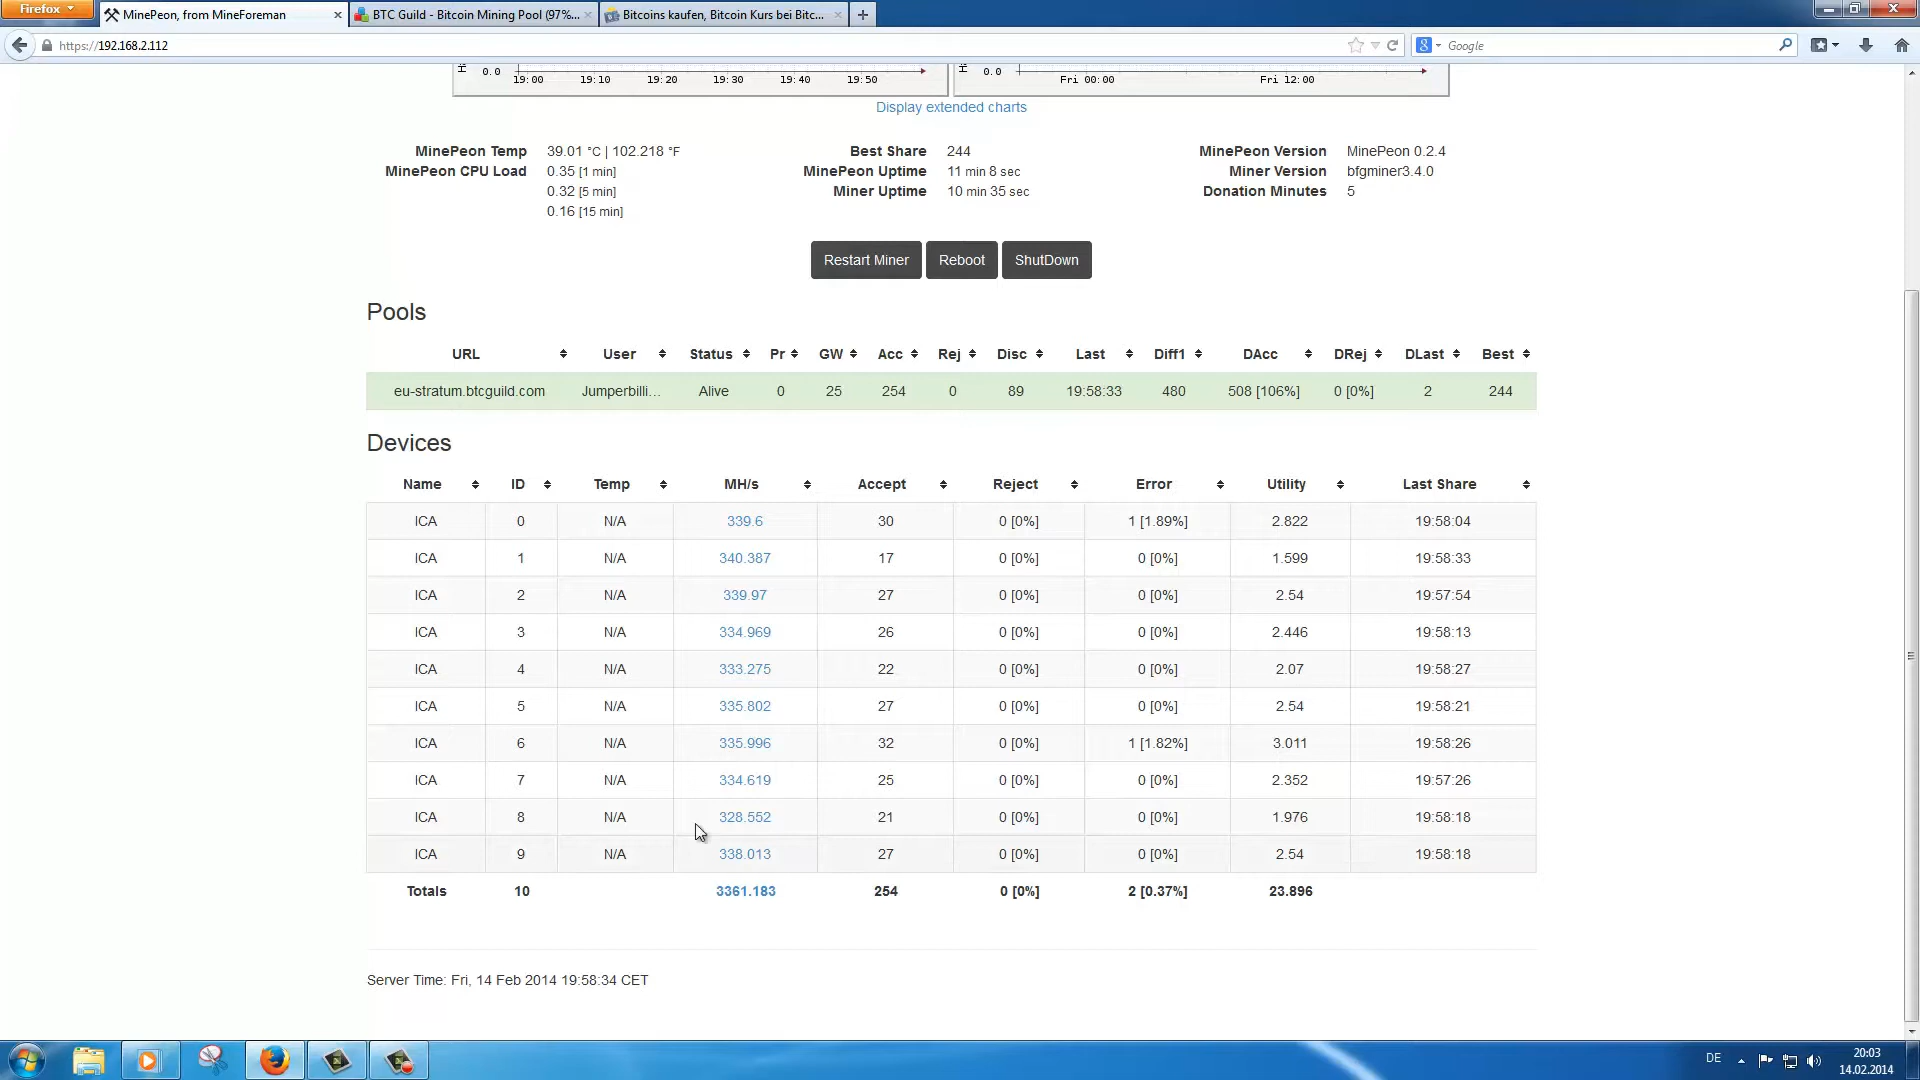 Firefox
MinePeon, from MineForeman
BTC Guild - Bitcoin Mining Pool (97%...
Bitcoins kaufen, Bitcoin Kurs bei Bitc...
https://192.168.2.112
Google
0.0 19:00 19:10 19:20 19:30 19:40 19:50
0.0 Fri 00:00 Fri 12:00
Display extended charts
MinePeon Temp 39.01 °C | 102.218 °F
MinePeon CPU Load 0.35 [1 min]
0.32 [5 min]
0.16 [15 min]
Best Share 244
MinePeon Uptime 11 min 8 sec
Miner Uptime 10 min 35 sec
MinePeon Version MinePeon 0.2.4
Miner Version bfgminer3.4.0
Donation Minutes 5
Restart Miner Reboot ShutDown
Pools
URL User Status Pr GW Acc Rej Disc Last Diff1 DAcc DRej DLast Best
eu-stratum.btcguild.com Jumperbilli... Alive 0 25 254 0 89 19:58:33 480 508 [106%] 0 [0%] 2 244
Devices
Name ID Temp MH/s Accept Reject Error Utility Last Share
ICA 0 N/A 339.6 30 0 [0%] 1 [1.89%] 2.822 19:58:04
ICA 1 N/A 340.387 17 0 [0%] 0 [0%] 1.599 19:58:33
ICA 2 N/A 339.97 27 0 [0%] 0 [0%] 2.54 19:57:54
ICA 3 N/A 334.969 26 0 [0%] 0 [0%] 2.446 19:58:13
ICA 4 N/A 333.275 22 0 [0%] 0 [0%] 2.07 19:58:27
ICA 5 N/A 335.802 27 0 [0%] 0 [0%] 2.54 19:58:21
ICA 6 N/A 335.996 32 0 [0%] 1 [1.82%] 3.011 19:58:26
ICA 7 N/A 334.619 25 0 [0%] 0 [0%] 2.352 19:57:26
ICA 8 N/A 328.552 21 0 [0%] 0 [0%] 1.976 19:58:18
ICA 9 N/A 338.013 27 0 [0%] 0 [0%] 2.54 19:58:18
Totals 10 3361.183 254 0 [0%] 2 [0.37%] 23.896
Server Time: Fri, 14 Feb 2014 19:58:34 CET
DE
20:03
14.02.2014